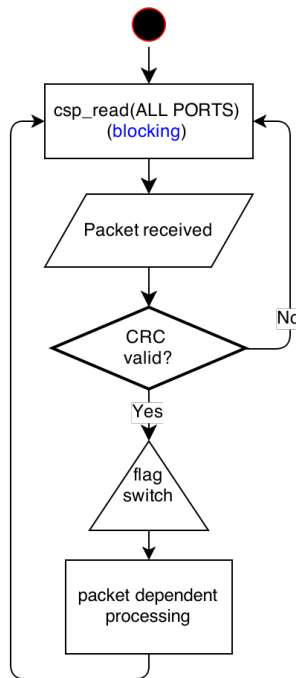 csp_read(ALL PORTS)
(blocking)
Packet received
CRC
valid?
No
Yes
flag
switch
packet dependent
processing